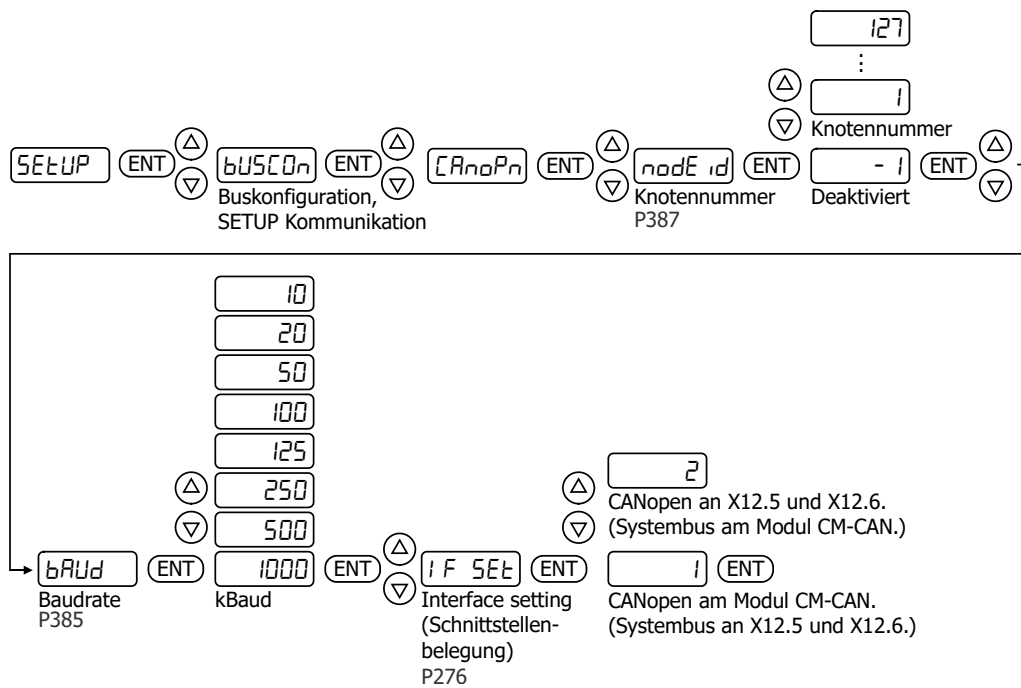 127
⋮
1
Knotennummer
SEtUP ENT bUSCOn ENT CAnoPn ENT nodE id ENT - 1 ENT
Buskonfiguration,
SETUP Kommunikation
Knotennummer
P387
Deaktiviert
10
20
50
100
125
250
500
bAUd ENT 1000 ENT I F SEt ENT 1 ENT
Baudrate
P385
kBaud
Interface setting
(Schnittstellen-
belegung)
P276
2
CANopen an X12.5 und X12.6.
(Systembus am Modul CM-CAN.)
CANopen am Modul CM-CAN.
(Systembus an X12.5 und X12.6.)